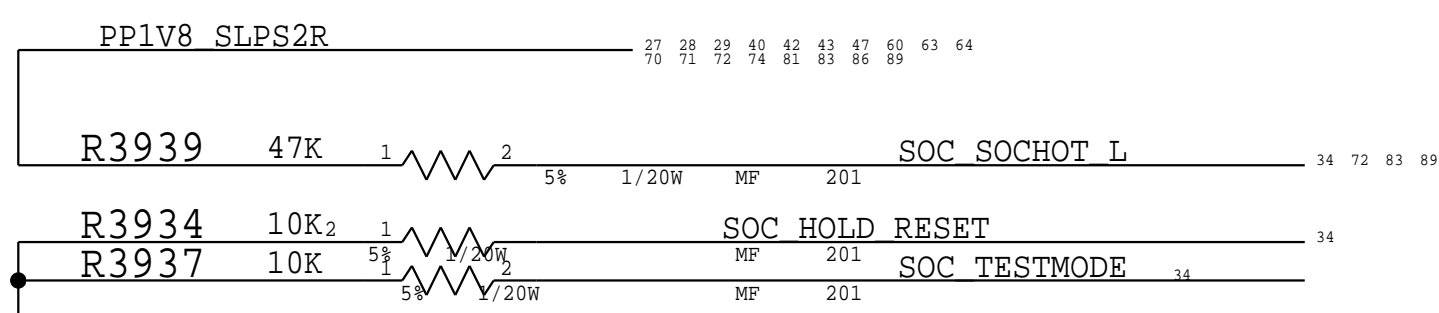 PP1V8_SLPS2R
27 28 29 40 42 43 47 60 63 64
70 71 72 74 81 83 86 89
R3939 47K 1 2 SOC_SOCHOT_L 34 72 83 89
5% 1/20W MF 201
R3934 10K 2 1 SOC_HOLD_RESET 34
5% 1/20W MF 201
R3937 10K 1 2 SOC_TESTMODE 34
5% 1/20W MF 201